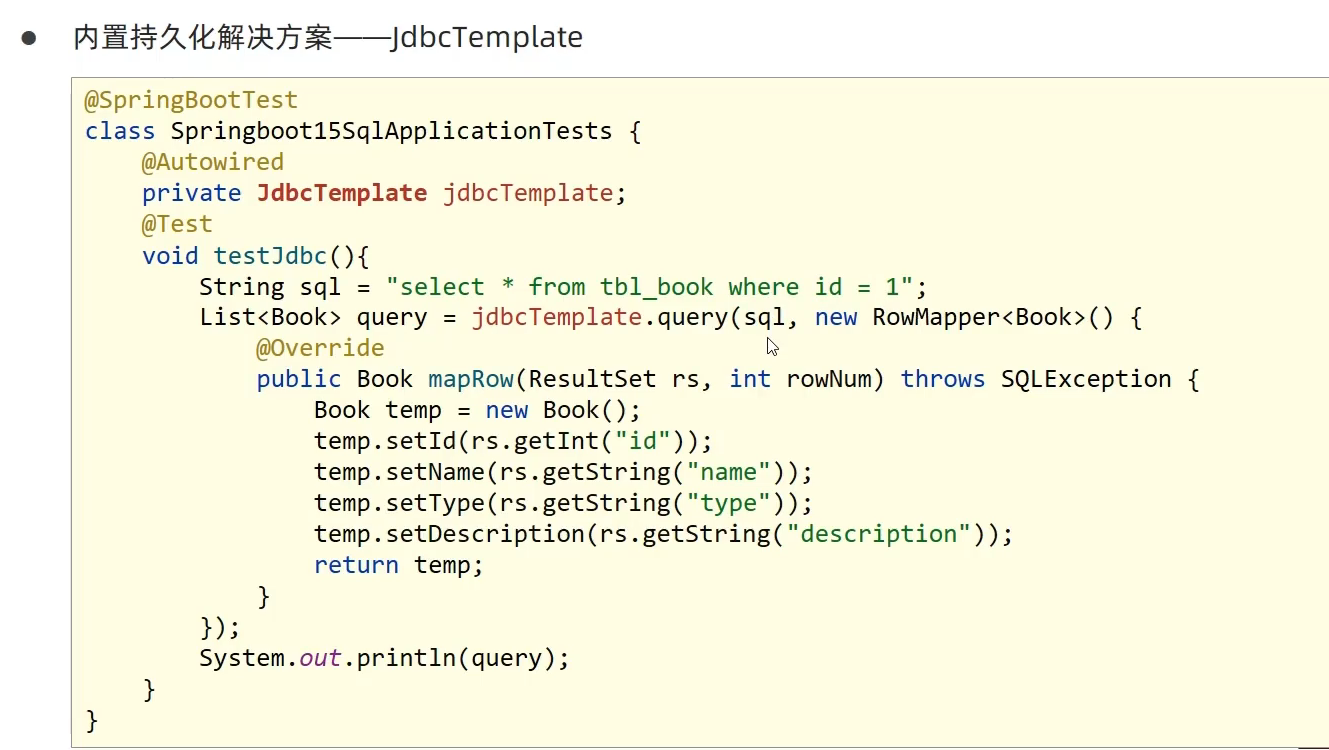 ● 内置持久化解决方案——JdbcTemplate
@SpringBootTest
class Springboot15SqlApplicationTests {
    @Autowired
    private JdbcTemplate jdbcTemplate;
    @Test
    void testJdbc(){
        String sql = "select * from tbl_book where id = 1";
        List<Book> query = jdbcTemplate.query(sql, new RowMapper<Book>() {
            @Override
            public Book mapRow(ResultSet rs, int rowNum) throws SQLException {
                Book temp = new Book();
                temp.setId(rs.getInt("id"));
                temp.setName(rs.getString("name"));
                temp.setType(rs.getString("type"));
                temp.setDescription(rs.getString("description"));
                return temp;
            }
        });
        System.out.println(query);
    }
}